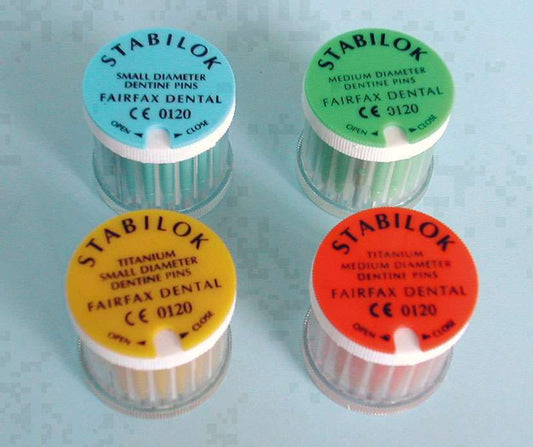 STABILOK
SMALL DIAMETER
DENTINE PINS
FAIRFAX DENTAL
CE 0120
OPEN CLOSE
STABILOK
MEDIUM DIAMETER
DENTINE PINS
FAIRFAX DENTAL
CE 0120
OPEN CLOSE
STABILOK
TITANIUM
SMALL DIAMETER
DENTINE PINS
FAIRFAX DENTAL
CE 0120
OPEN CLOSE
STABILOK
TITANIUM
MEDIUM DIAMETER
DENTINE PINS
FAIRFAX DENTAL
CE 0120
OPEN CLOSE